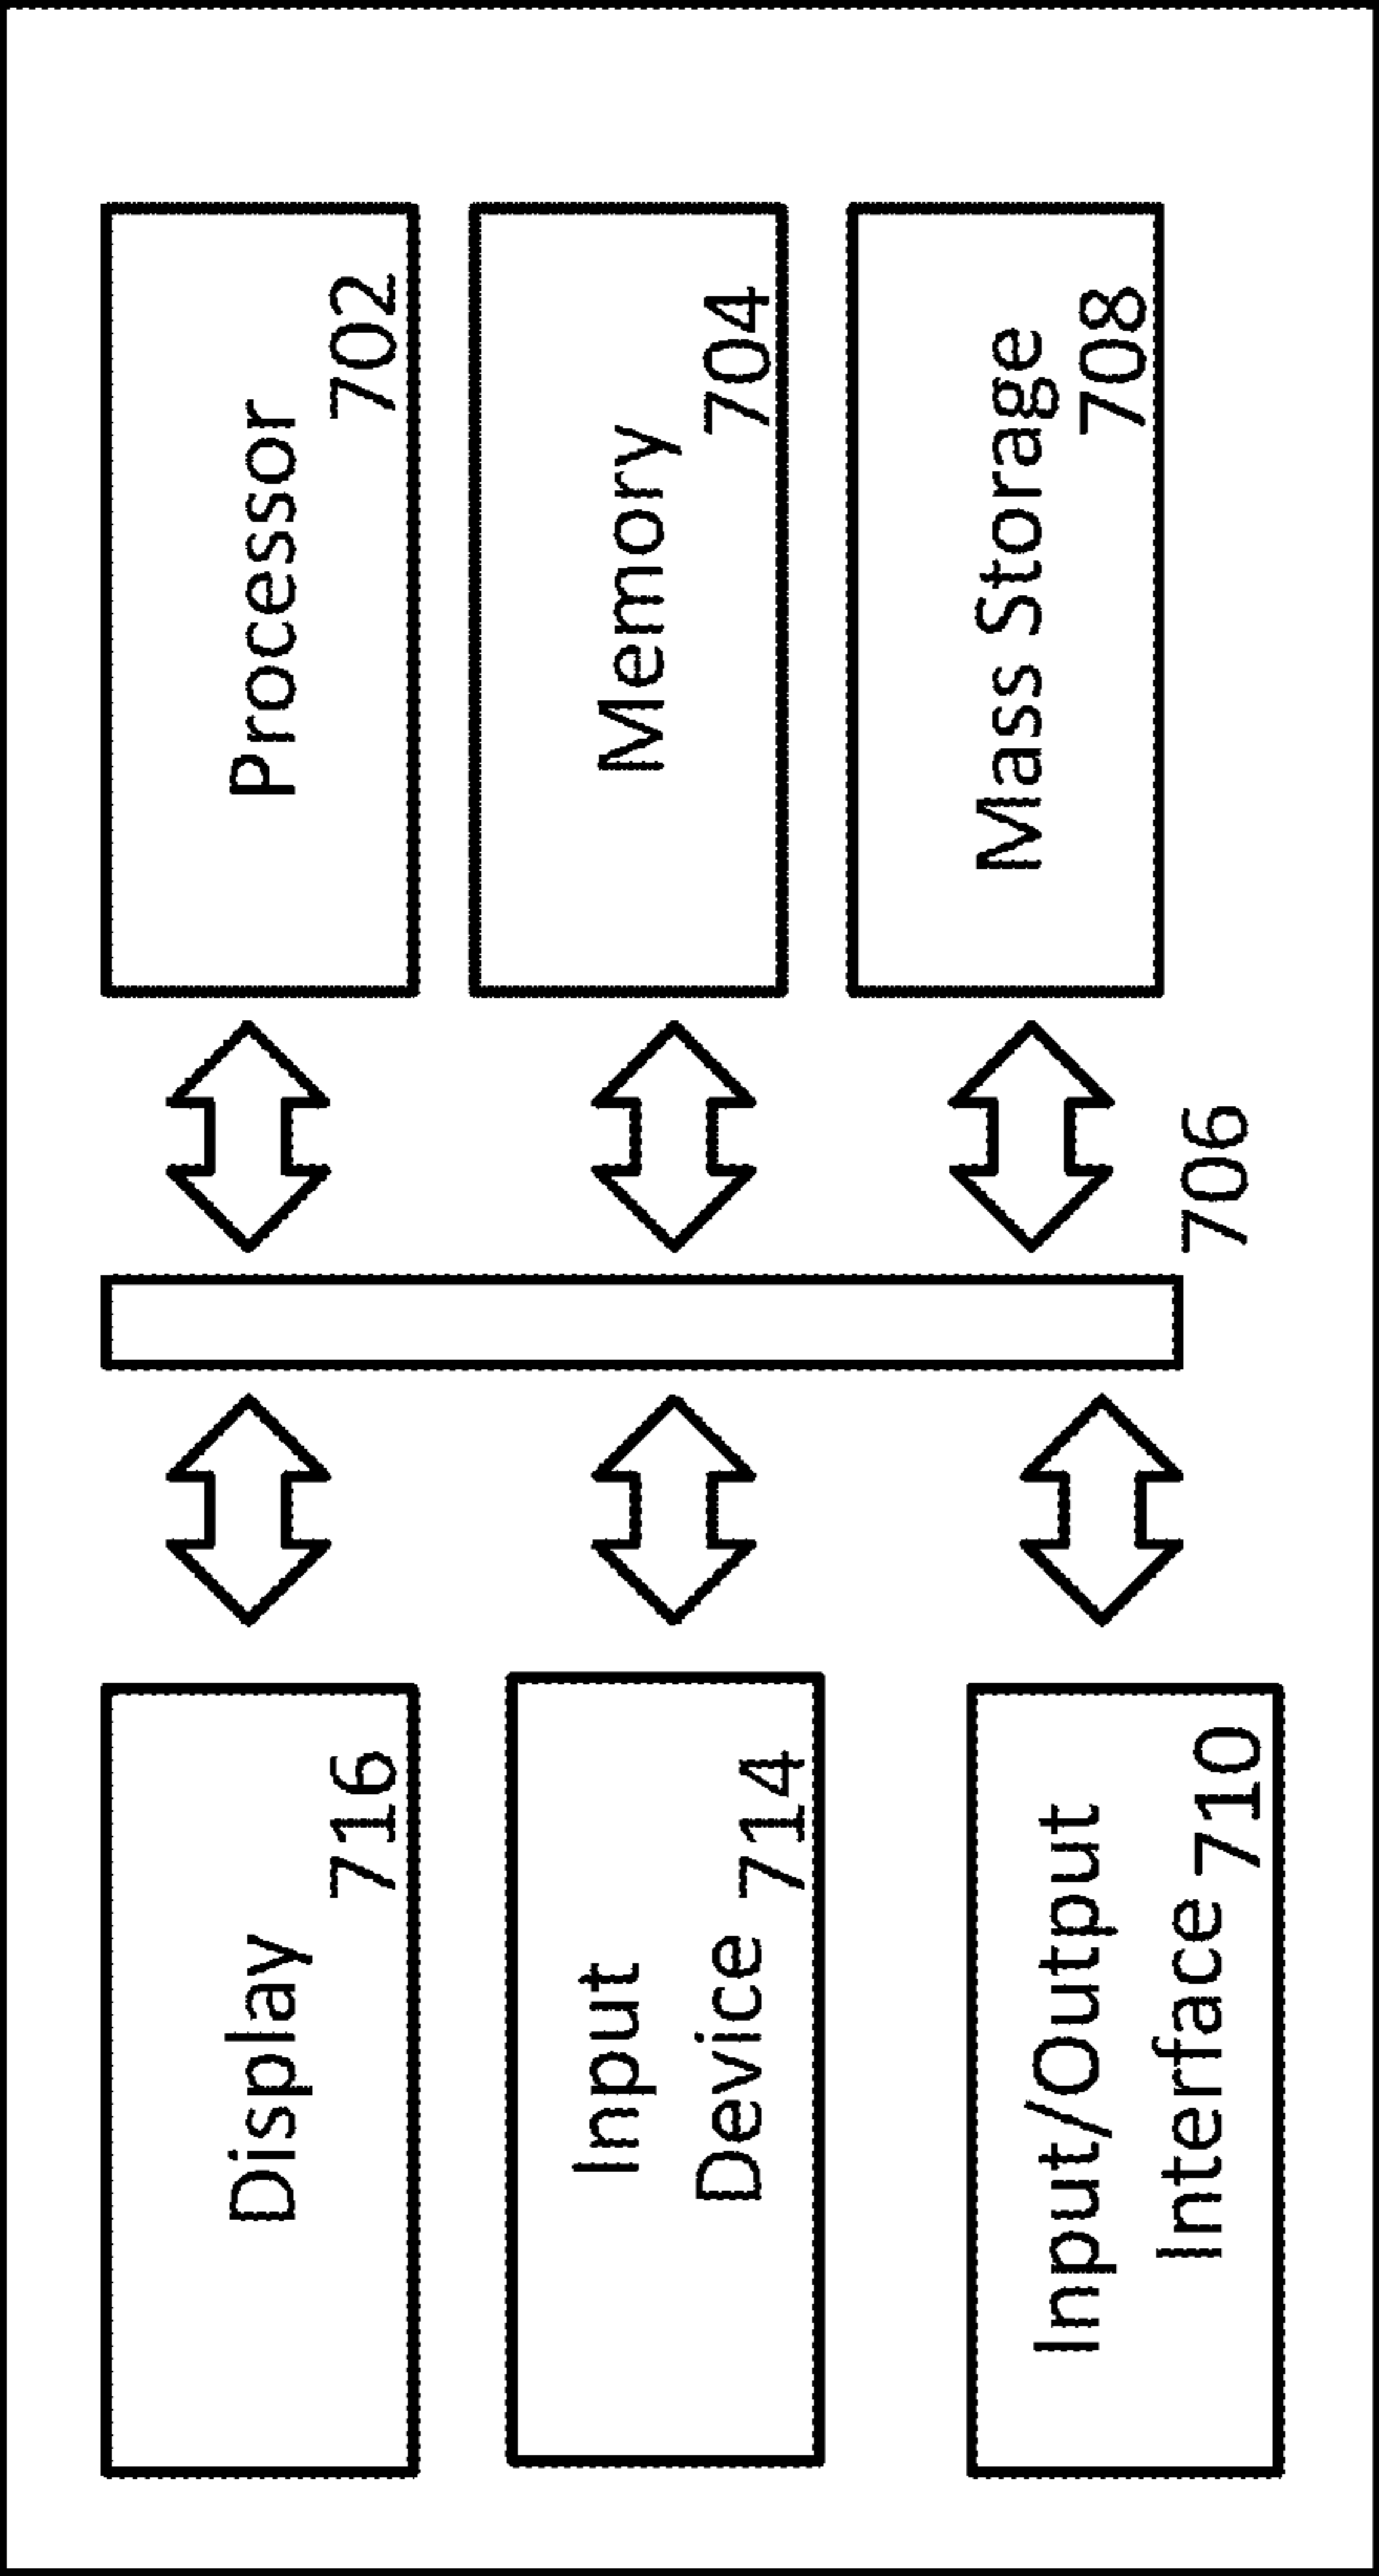 Display
716
Input
Device
714
Input/Output
Interface
710
706
Processor
702
Memory
704
Mass Storage
708